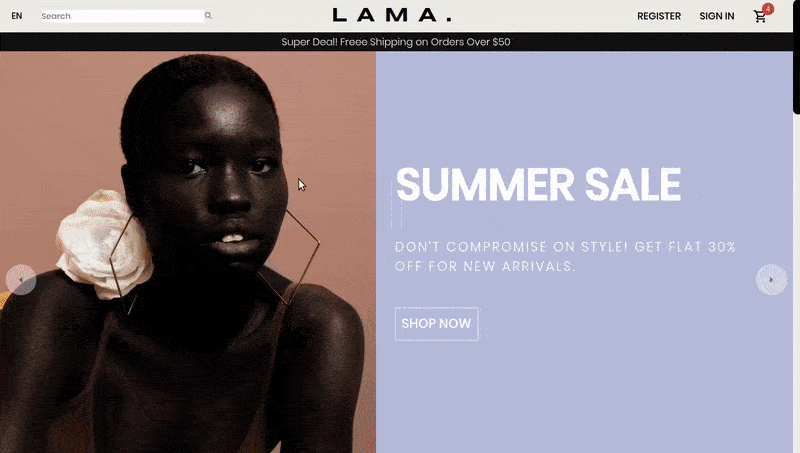 EN
Search
LAMA.
REGISTER
SIGN IN
4
Super Deal! Freee Shipping on Orders Over $50
SUMMER SALE
DON'T COMPROMISE ON STYLE! GET FLAT 30%
OFF FOR NEW ARRIVALS.
SHOP NOW